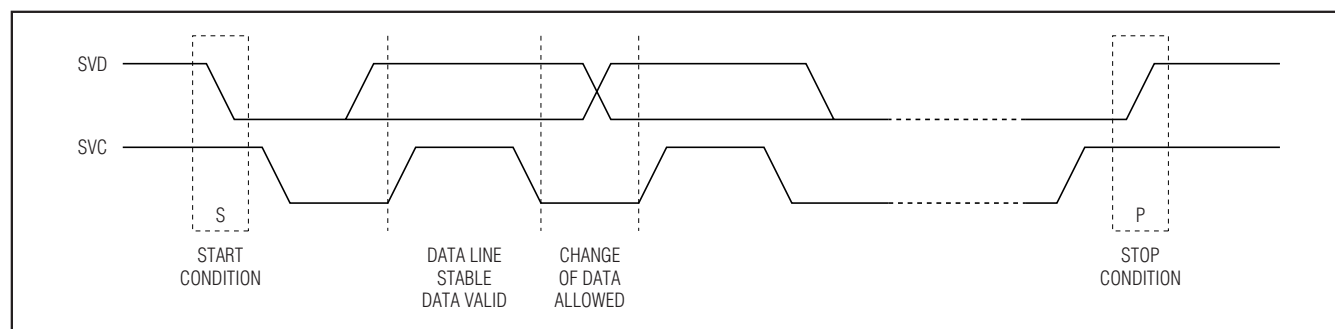 SVD
SVC
S
P
START
CONDITION
DATA LINE
STABLE
DATA VALID
CHANGE
OF DATA
ALLOWED
STOP
CONDITION